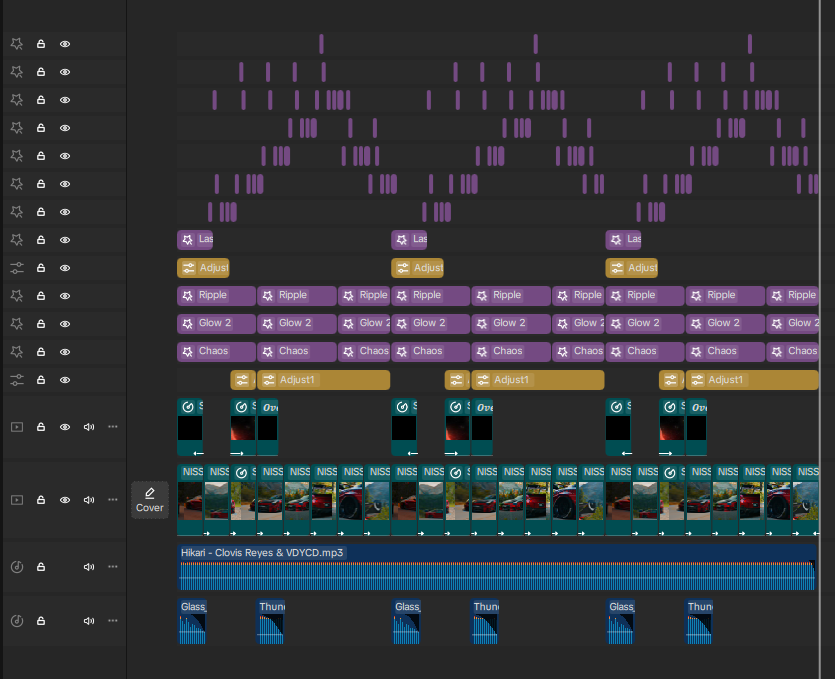 Las Las Las
Adjust Adjust Adjust
Ripple Ripple Ripple Ripple Ripple Ripple Ripple Ripple Ripple
Glow 2 Glow 2 Glow 2 Glow 2 Glow 2 Glow 2 Glow 2 Glow 2 Glow 2
Chaos Chaos Chaos Chaos Chaos Chaos Chaos Chaos Chaos
Adjust1 Adjust1 Adjust1
S S Ove S S Ove S S Ove
NISS NISS S NISS NISS NISS NISS NISS NISS NISS S NISS NISS NISS NISS NISS NISS NISS S NISS NISS NISS NISS NISS
Cover
Hikari - Clovis Reyes & VDYCD.mp3
Glass_ Thun Glass_ Thun Glass_ Thun